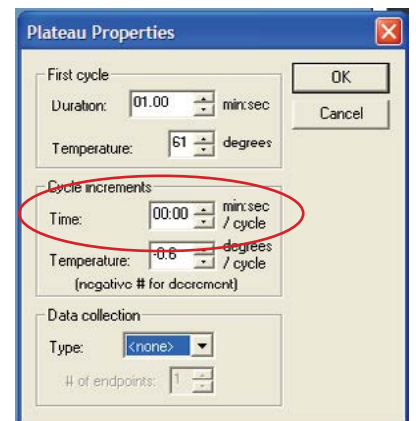 Plateau Properties
First cycle
Duration: 01.00 min:sec
Temperature: 61 degrees
OK
Cancel
Cycle increments
Time: 00:00 min:sec / cycle
Temperature: -0.6 degrees / cycle
(negative # for decrement)
Data collection
Type: <none>
# of endpoints: 1